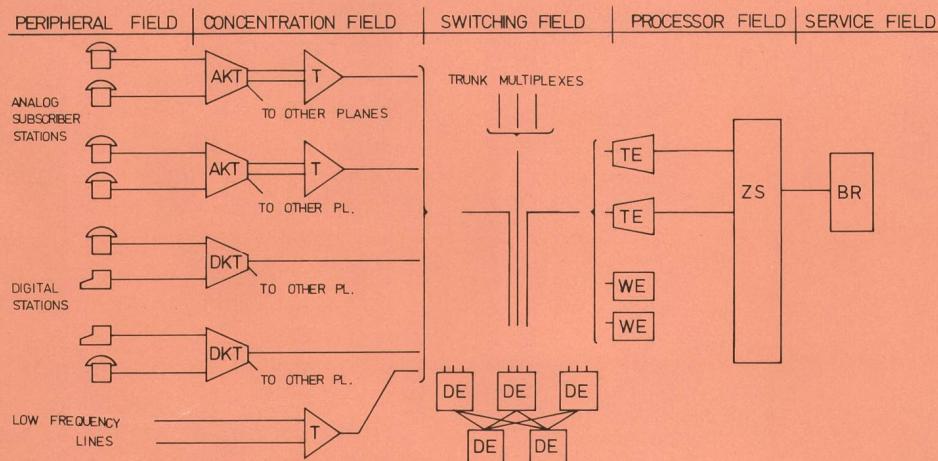 PERIPHERAL FIELD CONCENTRATION FIELD SWITCHING FIELD PROCESSOR FIELD SERVICE FIELD
ANALOG
SUBSCRIBER
STATIONS
AKT T
TO OTHER PLANES
AKT T
TO OTHER PL.
DIGITAL
STATIONS
DKT
TO OTHER PL.
DKT
TO OTHER PL.
LOW FREQUENCY
LINES
T
TRUNK MULTIPLEXES
DE DE DE
DE DE
TE
TE
WE
WE
ZS
BR